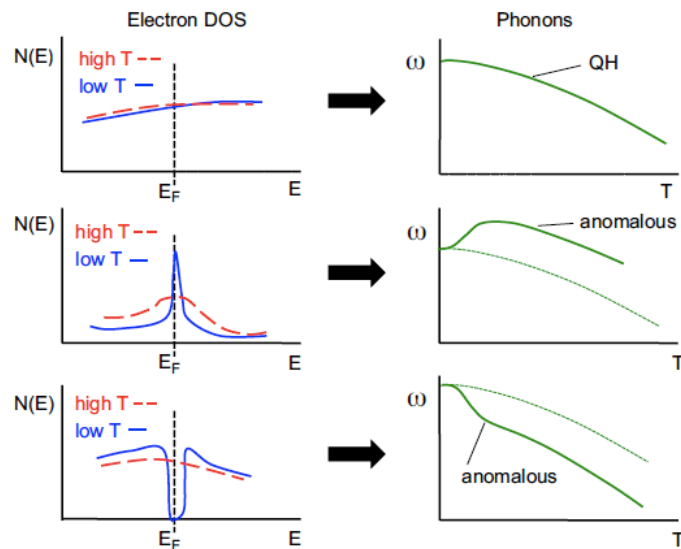 Electron DOS
Phonons
N(E)
high T
low T
E_F
E
ω
QH
T
N(E)
high T
low T
E_F
E
ω
anomalous
T
N(E)
high T
low T
E_F
E
ω
anomalous
T